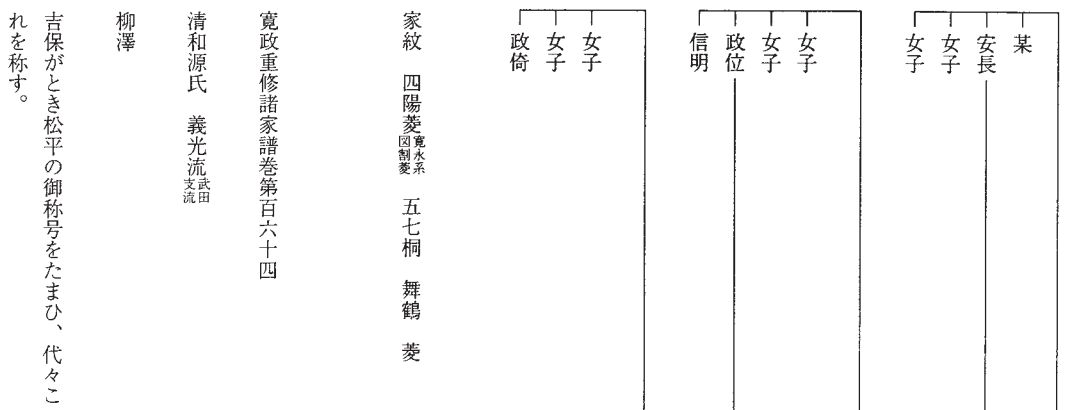 某
安長
女子
女子
女子
女子
政位
信明
女子
女子
政倚
家紋　四陽菱寛永系図割菱　五七桐　舞鶴　菱
寛政重修諸家譜巻第百六十四
清和源氏　義光流武田支流
柳澤
吉保がとき松平の御称号をたまひ、代々こ
れを称す。